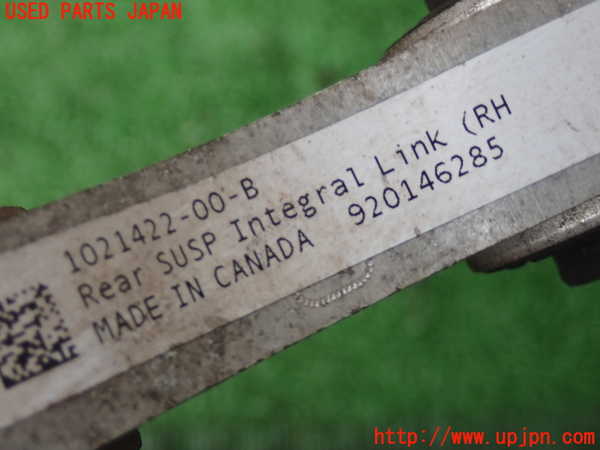 USED PARTS JAPAN
1021422-00-B
Rear SUSP Integral Link (RH
MADE IN CANADA 920146285
http://www.upjpn.com/